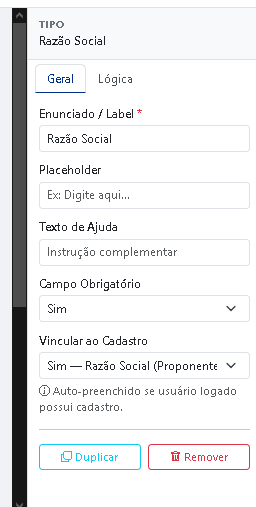 TIPO
Razão Social
Geral Lógica
Enunciado / Label *
Razão Social
Placeholder
Ex: Digite aqui...
Texto de Ajuda
Instrução complementar
Campo Obrigatório
Sim
Vincular ao Cadastro
Sim — Razão Social (Proponente
Auto-preenchido se usuário logado
possui cadastro.
Duplicar Remover